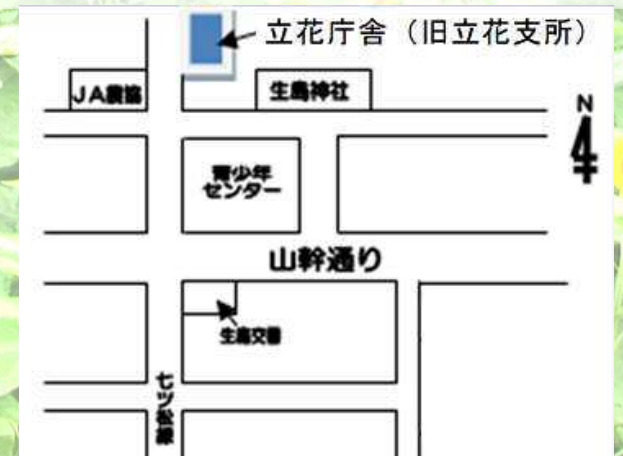 立花庁舎（旧立花支所）
JA農協
生島神社
N
青少年
センター
山幹通り
生島交番
七ツ松線